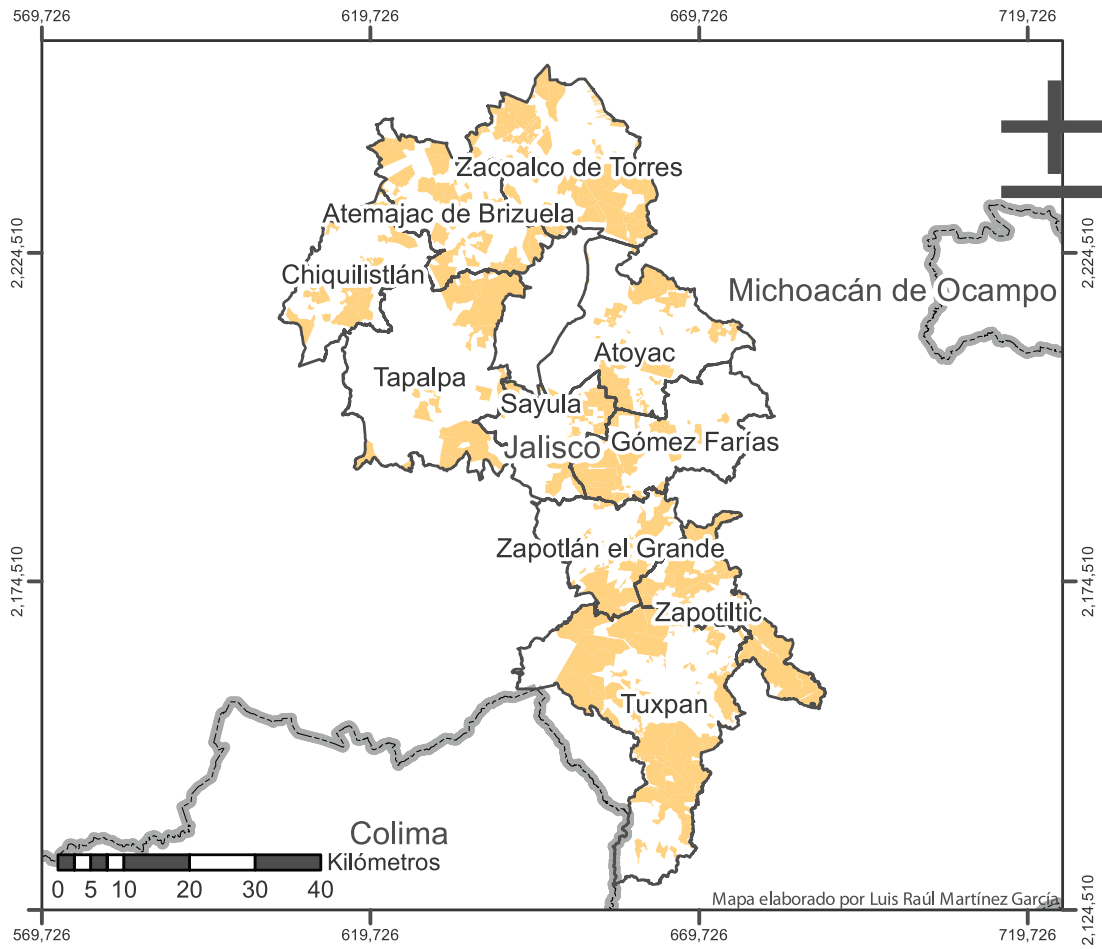 569,726 619,726 669,726 719,726
Zacoalco de Torres
Atemajac de Brizuela
2,224,510
2,224,510
Chiquilistlán
Michoacán de Ocampo
Atoyac
Tapalpa
Sayula
Jalisco
Gómez Farías
Zapotlán el Grande
2,174,510
2,174,510
Zapotiltic
Tuxpan
Colima
Kilómetros
0 5 10 20 30 40
Mapa elaborado por Luis Raúl Martínez García
2,124,510
569,726 619,726 669,726 719,726